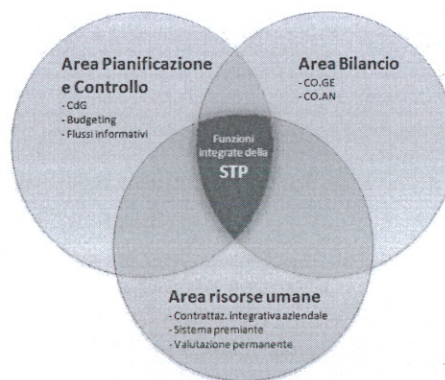 Area Pianificazione
e Controllo
- CdG
- Budgeting
- Flussi informativi
Area Bilancio
- CO.GE
- CO.AN
Funzioni
integrate della
STP
Area risorse umane
- Contrattaz. integrativa aziendale
- Sistema premiante
- Valutazione permanente